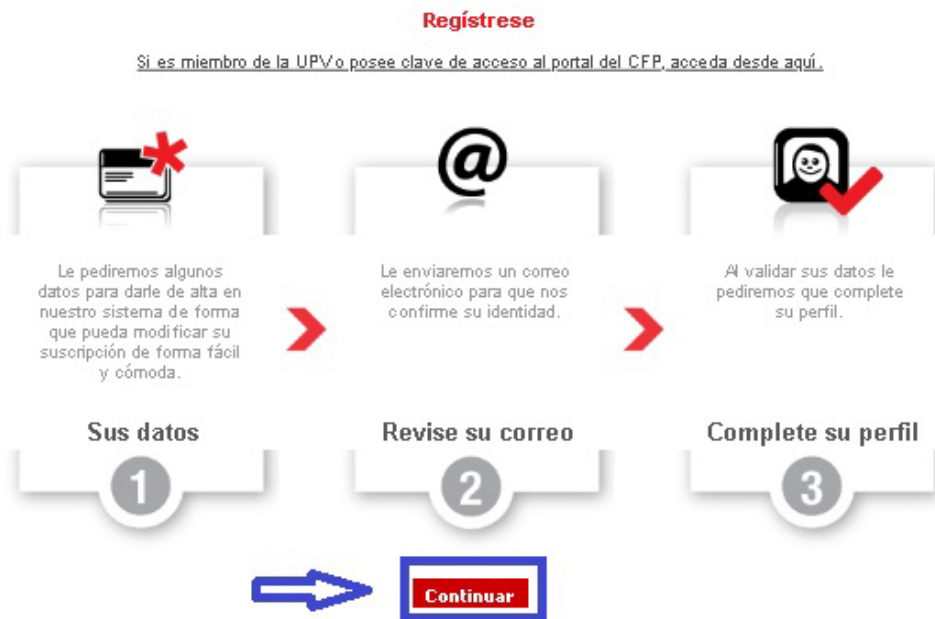 Regístrese
Si es miembro de la UPV o posee clave de acceso al portal del CFP, acceda desde aquí.
@
Le pediremos algunos
datos para darle de alta en
nuestro sistema de forma
que pueda modificar su
suscripción de forma fácil
y cómoda.
Le enviaremos un correo
electrónico para que nos
confirme su identidad.
Al validar sus datos le
pediremos que complete
su perfil.
Sus datos
Revise su correo
Complete su perfil
1
2
3
Continuar